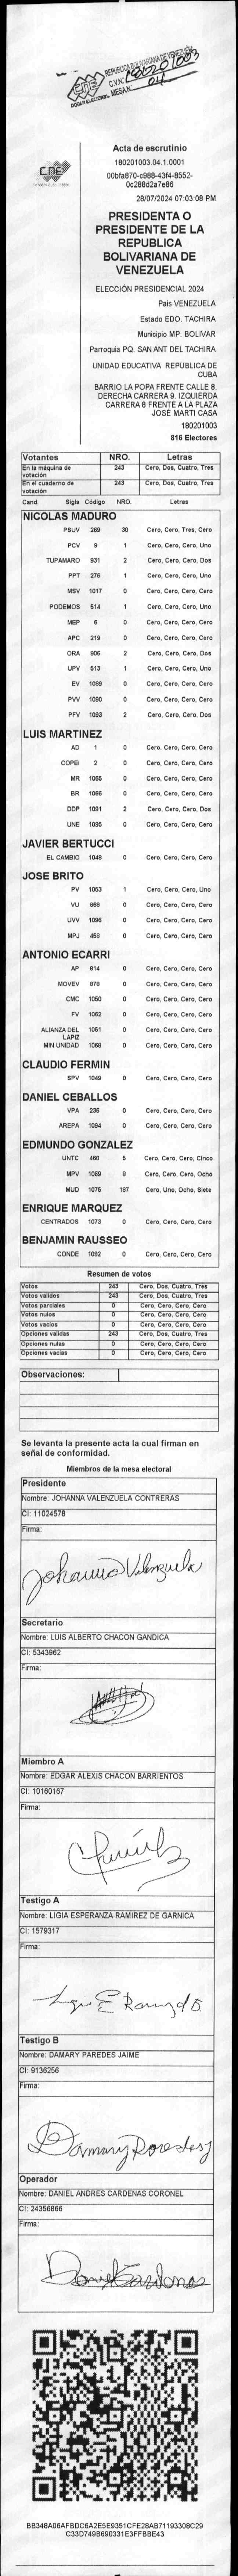 REPUBLICA BOLIVARIANA DE VENEZUELA
C.V.N° 180201003
MESA N° 04
CNE
PODER ELECTORAL
CNE
Acta de escrutinio
180201003.04.1.0001
00bfa870-c988-43f4-8552-
0c288d2a7e86
28/07/2024 07:03:08 PM
PRESIDENTA O
PRESIDENTE DE LA
REPUBLICA
BOLIVARIANA DE
VENEZUELA
ELECCIÓN PRESIDENCIAL 2024
Pais VENEZUELA
Estado EDO. TACHIRA
Municipio MP. BOLIVAR
Parroquia PQ. SAN ANT DEL TACHIRA
UNIDAD EDUCATIVA REPUBLICA DE
CUBA
BARRIO LA POPA FRENTE CALLE 8.
DERECHA CARRERA 9. IZQUIERDA
CARRERA 8 FRENTE A LA PLAZA
JOSÉ MARTI CASA
180201003
816 Electores
Votantes NRO. Letras
En la máquina de votación 243 Cero, Dos, Cuatro, Tres
En el cuaderno de votación 243 Cero, Dos, Cuatro, Tres
Cand. Sigla Código NRO. Letras
NICOLAS MADURO
PSUV 269 30 Cero, Cero, Tres, Cero
PCV 9 1 Cero, Cero, Cero, Uno
TUPAMARO 931 2 Cero, Cero, Cero, Dos
PPT 276 1 Cero, Cero, Cero, Uno
MSV 1017 0 Cero, Cero, Cero, Cero
PODEMOS 514 1 Cero, Cero, Cero, Uno
MEP 6 0 Cero, Cero, Cero, Cero
APC 219 0 Cero, Cero, Cero, Cero
ORA 906 2 Cero, Cero, Cero, Dos
UPV 513 1 Cero, Cero, Cero, Uno
EV 1089 0 Cero, Cero, Cero, Cero
PVV 1090 0 Cero, Cero, Cero, Cero
PFV 1093 2 Cero, Cero, Cero, Dos
LUIS MARTINEZ
AD 1 0 Cero, Cero, Cero, Cero
COPEI 2 0 Cero, Cero, Cero, Cero
MR 1065 0 Cero, Cero, Cero, Cero
BR 1066 0 Cero, Cero, Cero, Cero
DDP 1091 2 Cero, Cero, Cero, Dos
UNE 1095 0 Cero, Cero, Cero, Cero
JAVIER BERTUCCI
EL CAMBIO 1048 0 Cero, Cero, Cero, Cero
JOSE BRITO
PV 1053 1 Cero, Cero, Cero, Uno
VU 868 0 Cero, Cero, Cero, Cero
UVV 1096 0 Cero, Cero, Cero, Cero
MPJ 458 0 Cero, Cero, Cero, Cero
ANTONIO ECARRI
AP 914 0 Cero, Cero, Cero, Cero
MOVEV 878 0 Cero, Cero, Cero, Cero
CMC 1050 0 Cero, Cero, Cero, Cero
FV 1062 0 Cero, Cero, Cero, Cero
ALIANZA DEL LAPIZ 1051 0 Cero, Cero, Cero, Cero
MIN UNIDAD 1069 0 Cero, Cero, Cero, Cero
CLAUDIO FERMIN
SPV 1049 0 Cero, Cero, Cero, Cero
DANIEL CEBALLOS
VPA 236 0 Cero, Cero, Cero, Cero
AREPA 1094 0 Cero, Cero, Cero, Cero
EDMUNDO GONZALEZ
UNTC 460 5 Cero, Cero, Cero, Cinco
MPV 1069 8 Cero, Cero, Cero, Ocho
MUD 1075 187 Cero, Uno, Ocho, Siete
ENRIQUE MARQUEZ
CENTRADOS 1073 0 Cero, Cero, Cero, Cero
BENJAMIN RAUSSEO
CONDE 1092 0 Cero, Cero, Cero, Cero
Resumen de votos
Votos 243 Cero, Dos, Cuatro, Tres
Votos validos 243 Cero, Dos, Cuatro, Tres
Votos parciales 0 Cero, Cero, Cero, Cero
Votos nulos 0 Cero, Cero, Cero, Cero
Votos vacios 0 Cero, Cero, Cero, Cero
Opciones validas 243 Cero, Dos, Cuatro, Tres
Opciones nulas 0 Cero, Cero, Cero, Cero
Opciones vacias 0 Cero, Cero, Cero, Cero
Observaciones:
Se levanta la presente acta la cual firman en
señal de conformidad.
Miembros de la mesa electoral
Presidente
Nombre: JOHANNA VALENZUELA CONTRERAS
CI: 11024578
Firma:
Johanna Valenzuela
Secretario
Nombre: LUIS ALBERTO CHACON GANDICA
CI: 5343962
Firma:
Miembro A
Nombre: EDGAR ALEXIS CHACON BARRIENTOS
CI: 10160167
Firma:
Testigo A
Nombre: LIGIA ESPERANZA RAMIREZ DE GARNICA
CI: 1579317
Firma:
Testigo B
Nombre: DAMARY PAREDES JAIME
CI: 9136256
Firma:
Damary Paredes J
Operador
Nombre: DANIEL ANDRES CARDENAS CORONEL
CI: 24356866
Firma:
Daniel Cardenas
BB348A06AFBDC6A2E5E9351CFE28AB71193308C29
C33D749B690331E3FFBBE43